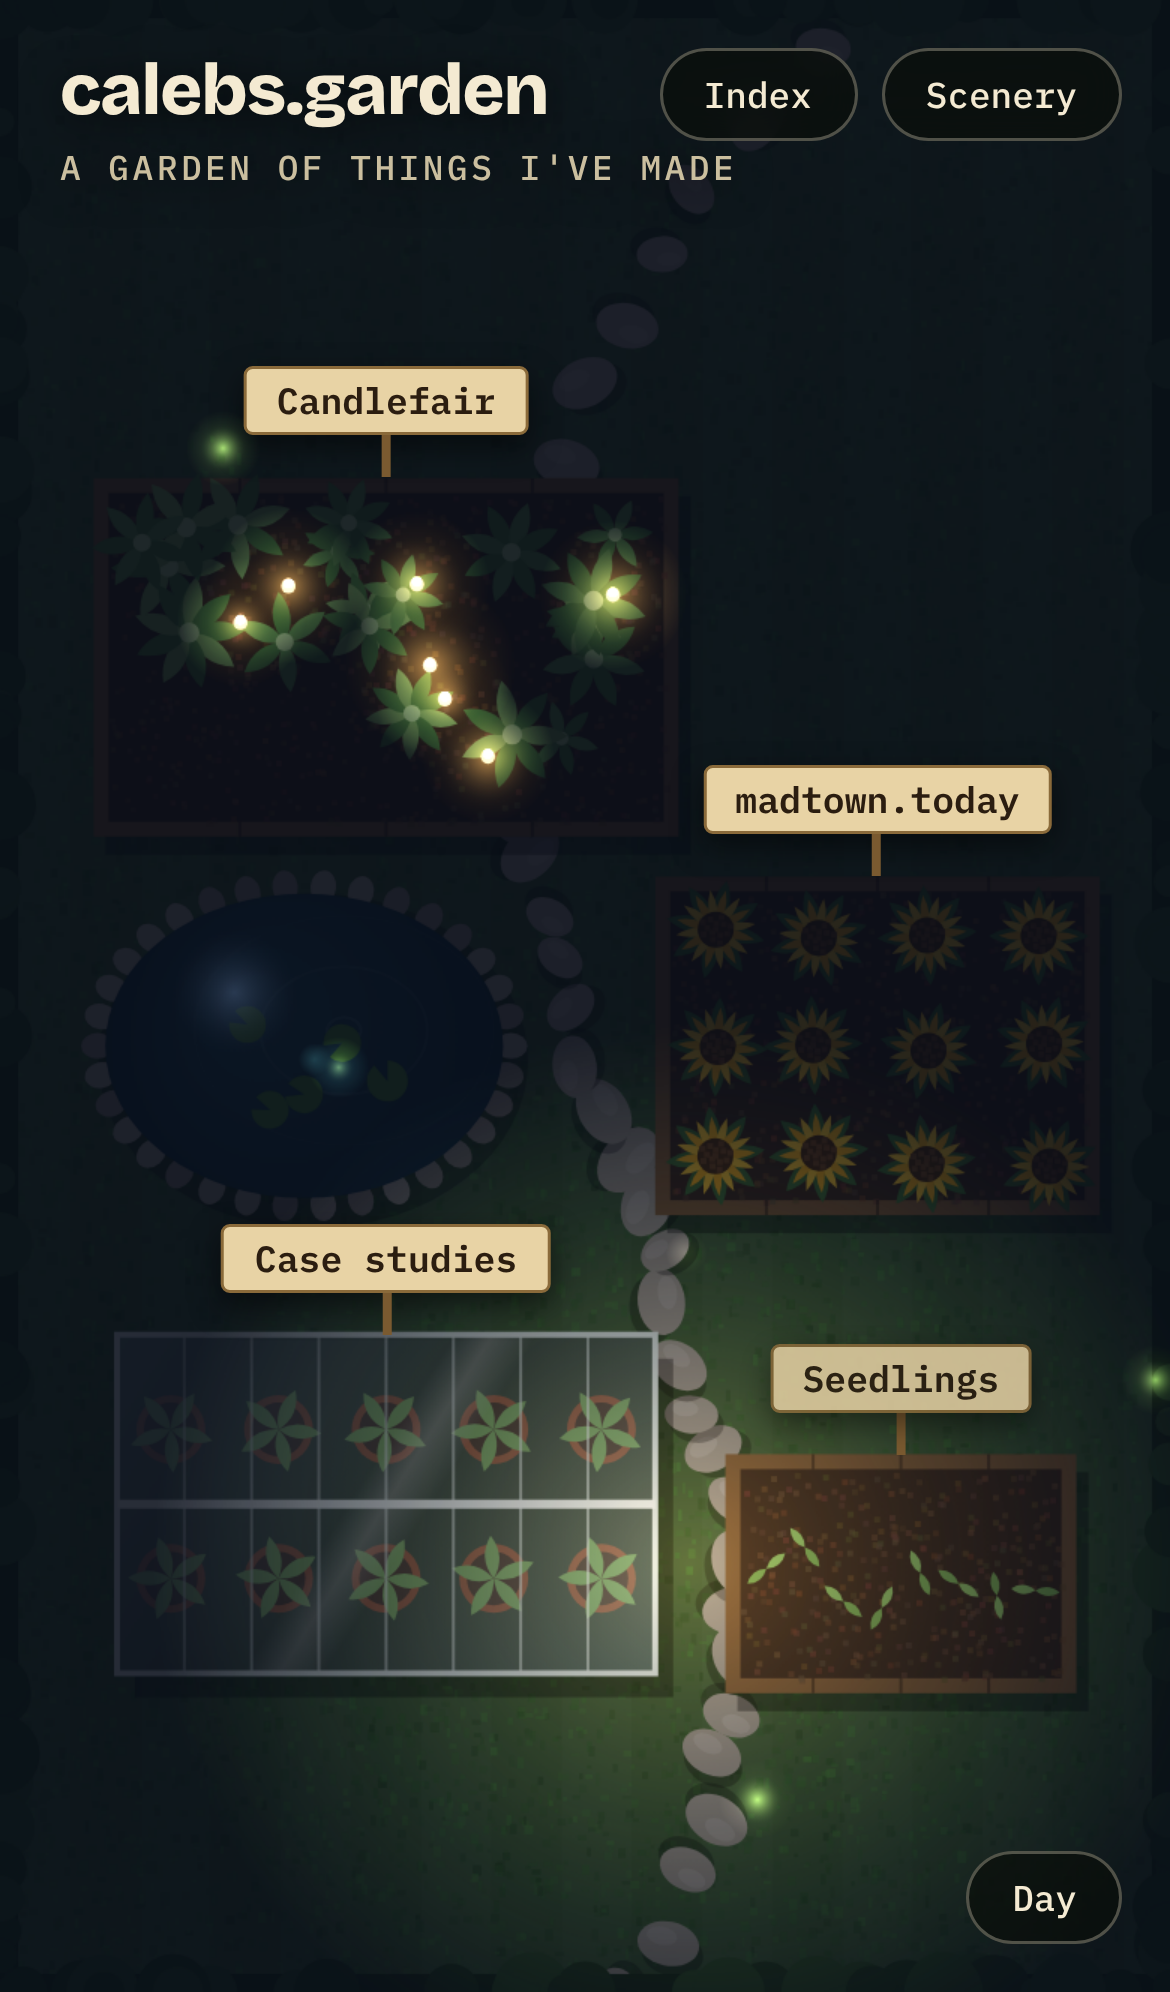 calebs.garden
Index
Scenery
A GARDEN OF THINGS I'VE MADE
Candlefair
madtown.today
Case studies
Seedlings
Day